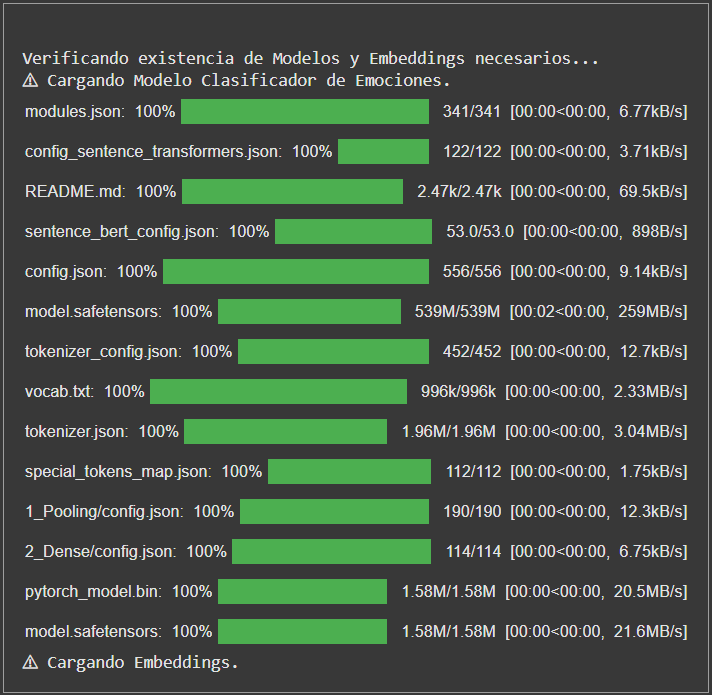 Verificando existencia de Modelos y Embeddings necesarios...
⚠ Cargando Modelo Clasificador de Emociones.
modules.json: 100% 341/341 [00:00<00:00, 6.77kB/s]
config_sentence_transformers.json: 100% 122/122 [00:00<00:00, 3.71kB/s]
README.md: 100% 2.47k/2.47k [00:00<00:00, 69.5kB/s]
sentence_bert_config.json: 100% 53.0/53.0 [00:00<00:00, 898B/s]
config.json: 100% 556/556 [00:00<00:00, 9.14kB/s]
model.safetensors: 100% 539M/539M [00:02<00:00, 259MB/s]
tokenizer_config.json: 100% 452/452 [00:00<00:00, 12.7kB/s]
vocab.txt: 100% 996k/996k [00:00<00:00, 2.33MB/s]
tokenizer.json: 100% 1.96M/1.96M [00:00<00:00, 3.04MB/s]
special_tokens_map.json: 100% 112/112 [00:00<00:00, 1.75kB/s]
1_Pooling/config.json: 100% 190/190 [00:00<00:00, 12.3kB/s]
2_Dense/config.json: 100% 114/114 [00:00<00:00, 6.75kB/s]
pytorch_model.bin: 100% 1.58M/1.58M [00:00<00:00, 20.5MB/s]
model.safetensors: 100% 1.58M/1.58M [00:00<00:00, 21.6MB/s]
⚠ Cargando Embeddings.